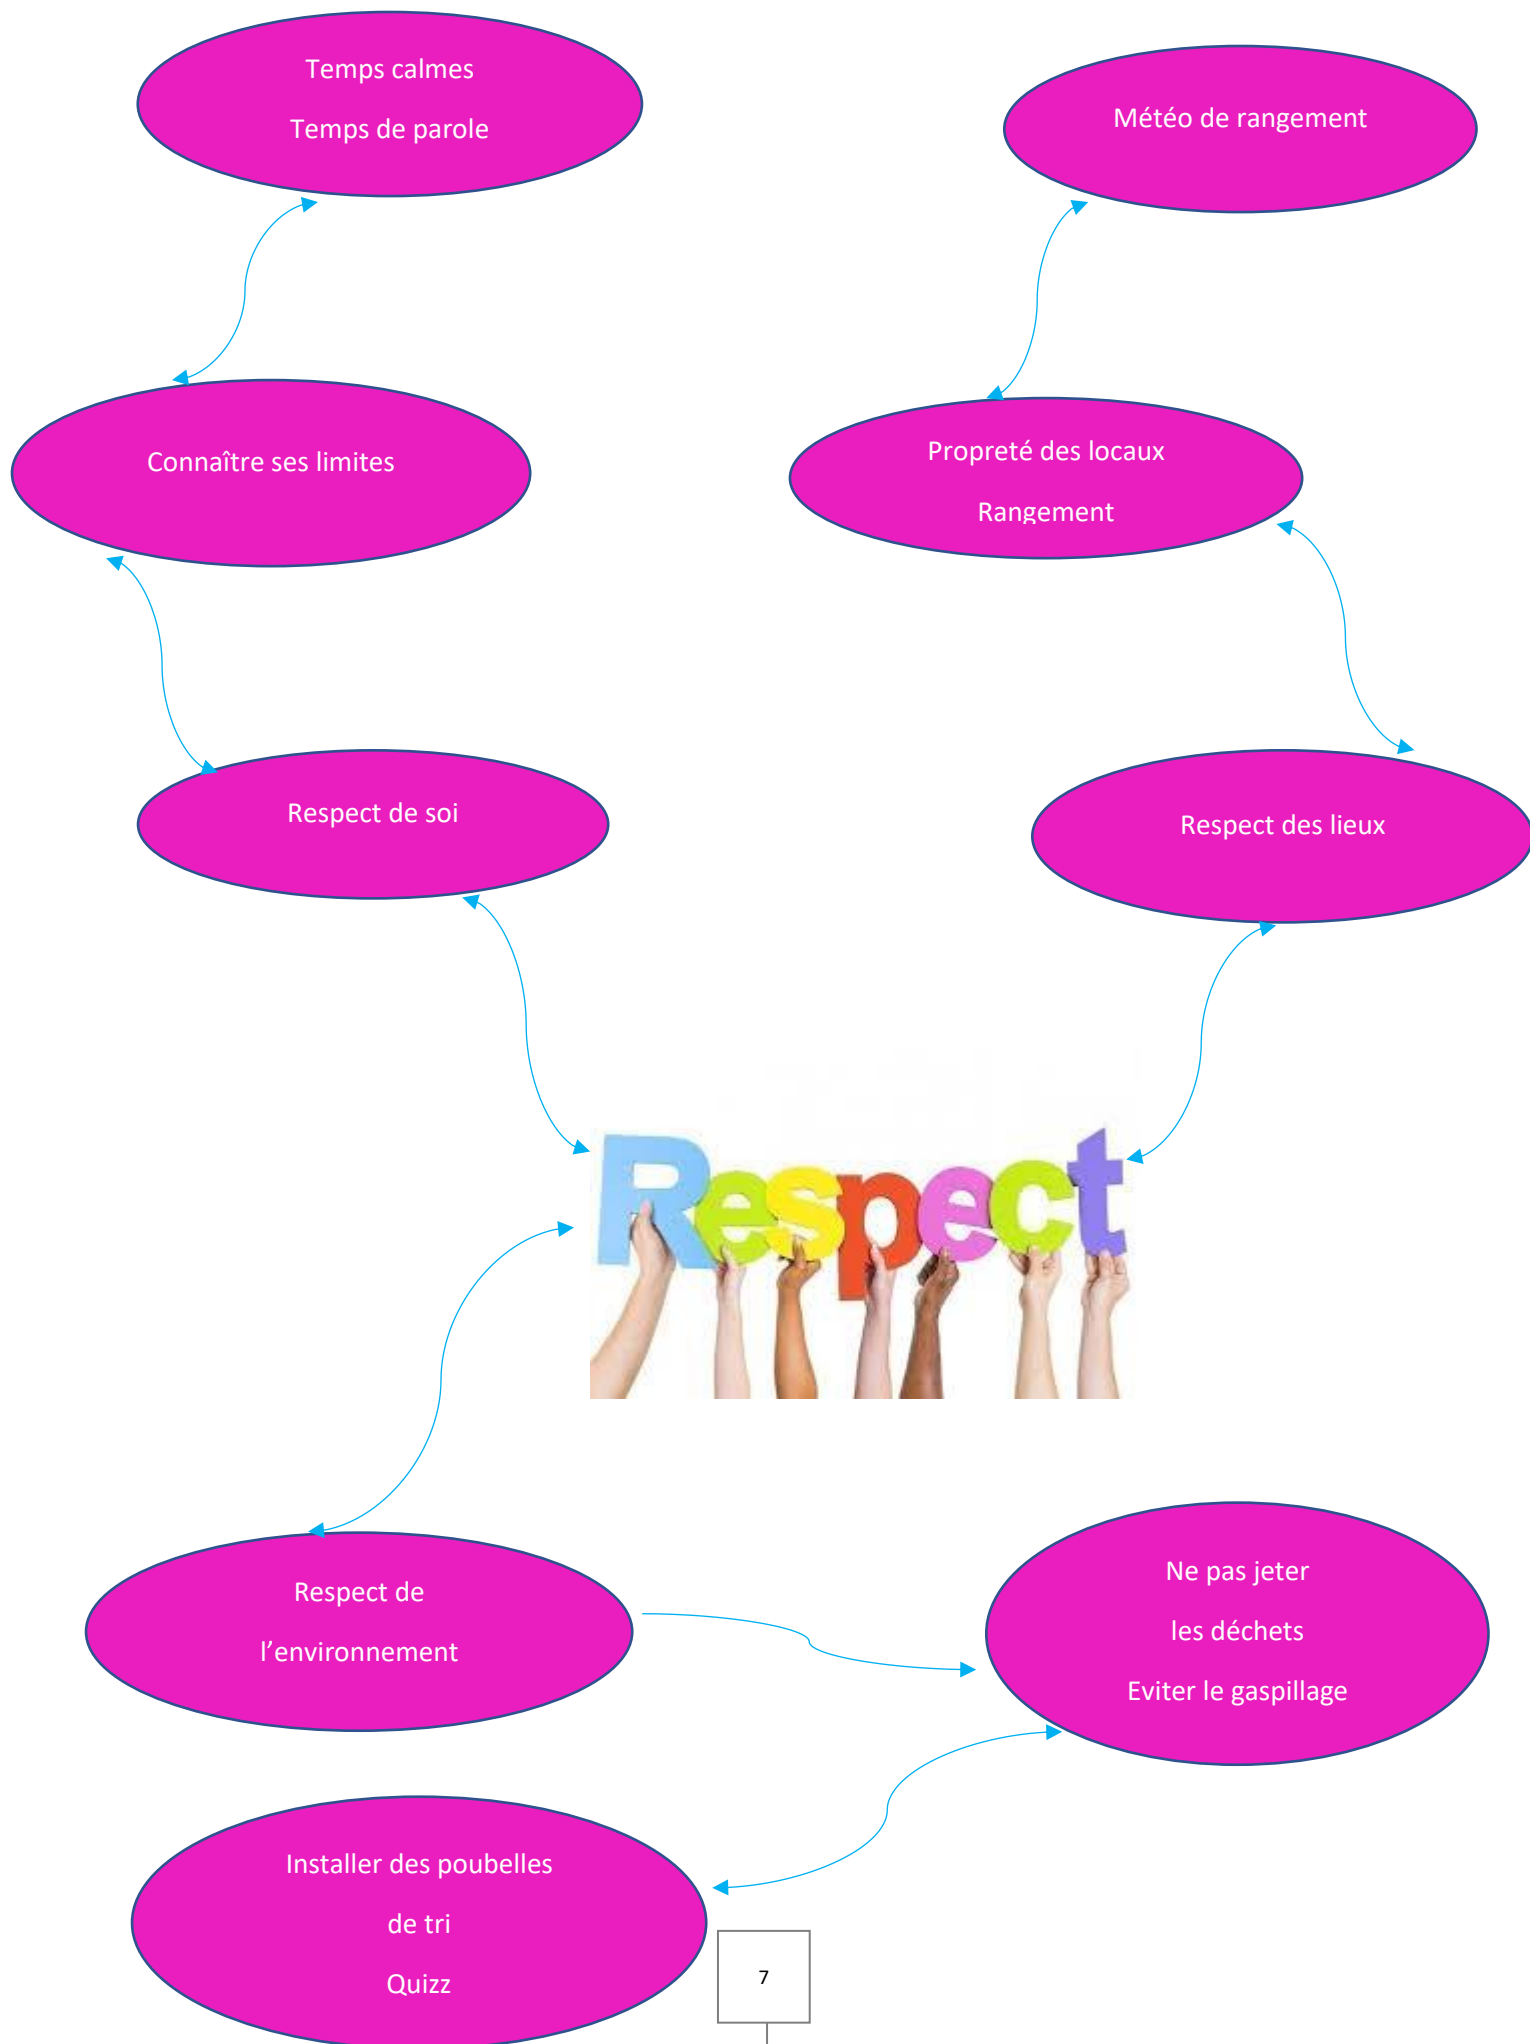 Temps calmes
Temps de parole
Météo de rangement
Connaître ses limites
Propreté des locaux
Rangement
Respect de soi
Respect des lieux
Respect
Respect de
l’environnement
Ne pas jeter
les déchets
Eviter le gaspillage
Installer des poubelles
de tri
Quizz
7